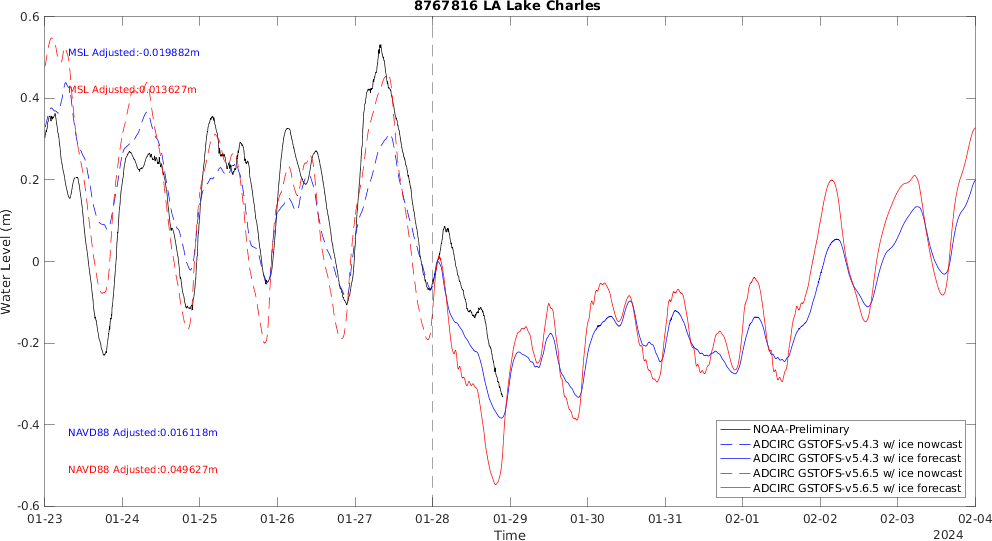 8767816 LA Lake Charles
0.6
0.4
0.2
0
-0.2
-0.4
-0.6
Water Level (m)
MSL Adjusted:-0.019882m
MSL Adjusted:0.013627m
NAVD88 Adjusted:0.016118m
NAVD88 Adjusted:0.049627m
NOAA-Preliminary
ADCIRC GSTOFS-v5.4.3 w/ ice nowcast
ADCIRC GSTOFS-v5.4.3 w/ ice forecast
ADCIRC GSTOFS-v5.6.5 w/ ice nowcast
ADCIRC GSTOFS-v5.6.5 w/ ice forecast
01-23 01-24 01-25 01-26 01-27 01-28 01-29 01-30 01-31 02-01 02-02 02-03 02-04
Time
2024